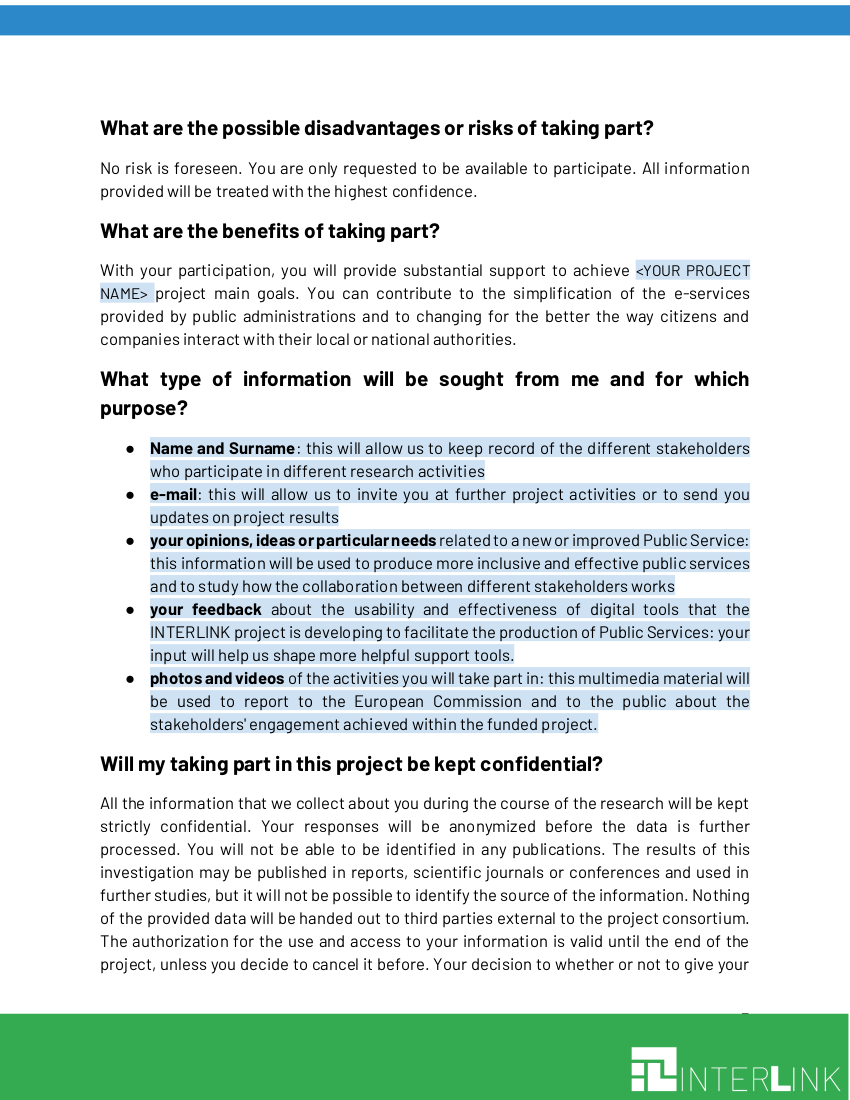 What are the possible disadvantages or risks of taking part?
No risk is foreseen. You are only requested to be available to participate. All information
provided will be treated with the highest confidence.
What are the benefits of taking part?
With your participation, you will provide substantial support to achieve <YOUR PROJECT
NAME> project main goals. You can contribute to the simplification of the e-services
provided by public administrations and to changing for the better the way citizens and
companies interact with their local or national authorities.
What type of information will be sought from me and for which
purpose?
● Name and Surname: this will allow us to keep record of the different stakeholders
who participate in different research activities
● e-mail: this will allow us to invite you at further project activities or to send you
updates on project results
● your opinions, ideas or particular needs related to a new or improved Public Service:
this information will be used to produce more inclusive and effective public services
and to study how the collaboration between different stakeholders works
● your feedback about the usability and effectiveness of digital tools that the
INTERLINK project is developing to facilitate the production of Public Services: your
input will help us shape more helpful support tools.
● photos and videos of the activities you will take part in: this multimedia material will
be used to report to the European Commission and to the public about the
stakeholders' engagement achieved within the funded project.
Will my taking part in this project be kept confidential?
All the information that we collect about you during the course of the research will be kept
strictly confidential. Your responses will be anonymized before the data is further
processed. You will not be able to be identified in any publications. The results of this
investigation may be published in reports, scientific journals or conferences and used in
further studies, but it will not be possible to identify the source of the information. Nothing
of the provided data will be handed out to third parties external to the project consortium.
The authorization for the use and access to your information is valid until the end of the
project, unless you decide to cancel it before. Your decision to whether or not to give your
INTERLINK